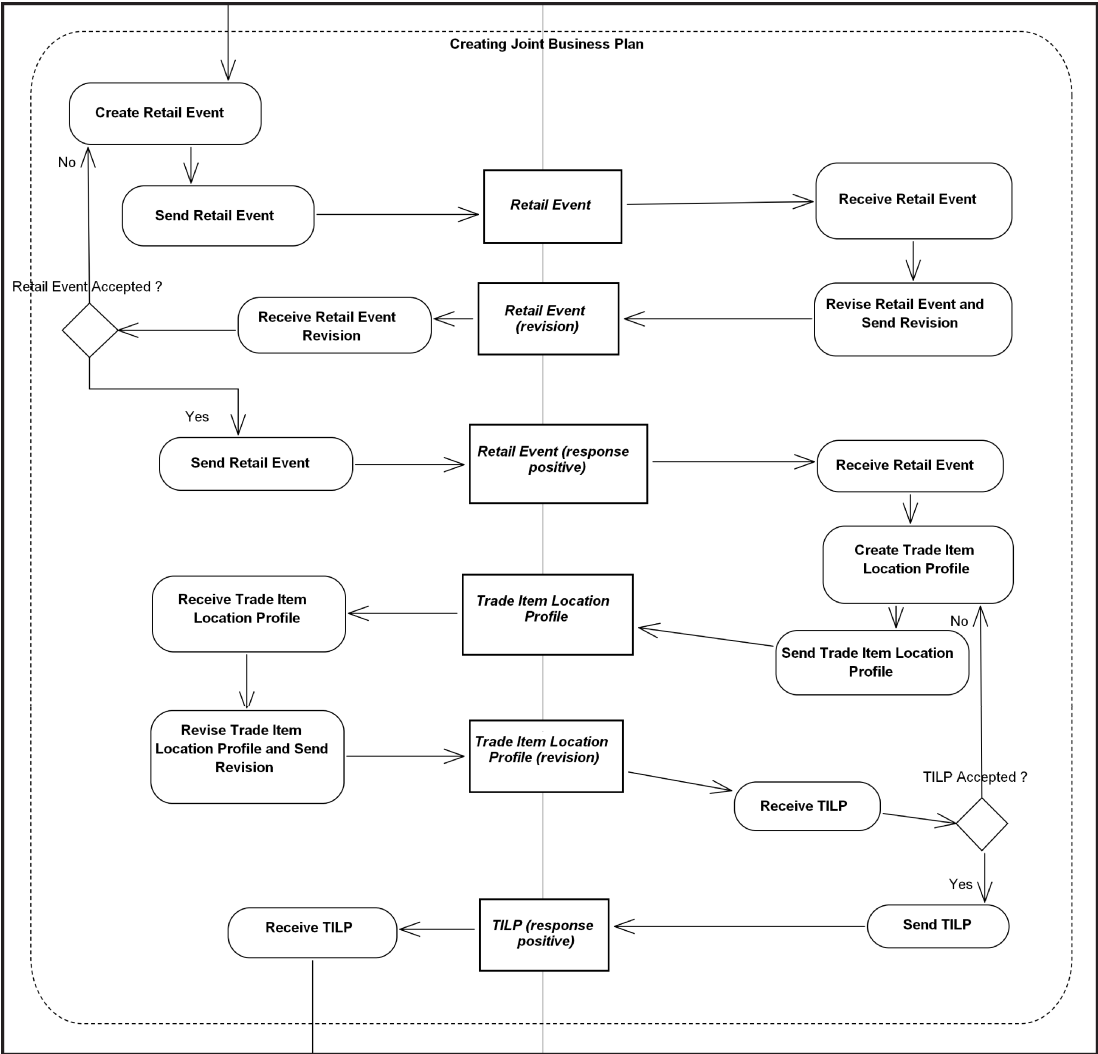 Creating Joint Business Plan
Create Retail Event
No
Send Retail Event
Retail Event
Receive Retail Event
Retail Event Accepted ?
Receive Retail Event
Revision
Retail Event
(revision)
Revise Retail Event and
Send Revision
Yes
Send Retail Event
Retail Event (response
positive)
Receive Retail Event
Create Trade Item
Location Profile
Receive Trade Item
Location Profile
Trade Item Location
Profile
No
Send Trade Item Location
Profile
Revise Trade Item
Location Profile and Send
Revision
Trade Item Location
Profile (revision)
TILP Accepted ?
Receive TILP
Yes
Receive TILP
TILP (response
positive)
Send TILP